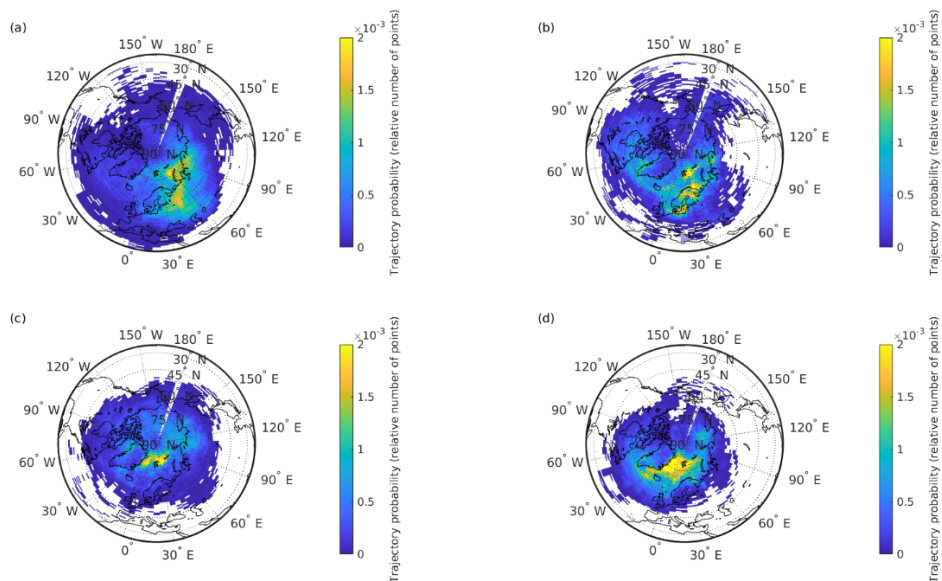 (a)
150° W 180° E
30° N
45° N
75
90° N
120° W
90° W
60° W
30° W
0°
30° E
60° E
90° E
120° E
150° E
×10⁻³
2
1.5
1
0.5
0
Trajectory probability (relative number of points)
(b)
150° W 180° E
30° N
75
90° N
120° W
90° W
60° W
30° W
0°
30° E
60° E
90° E
120° E
150° E
×10⁻³
2
1.5
1
0.5
0
Trajectory probability (relative number of points)
(c)
150° W 180° E
30° N
45° N
75
90° N
120° W
90° W
60° W
30° W
0°
30° E
60° E
90° E
120° E
150° E
×10⁻³
2
1.5
1
0.5
0
Trajectory probability (relative number of points)
(d)
150° W 180° E
30° N
45° N
75
90° N
120° W
90° W
60° W
30° W
0°
30° E
60° E
90° E
120° E
150° E
×10⁻³
2
1.5
1
0.5
0
Trajectory probability (relative number of points)